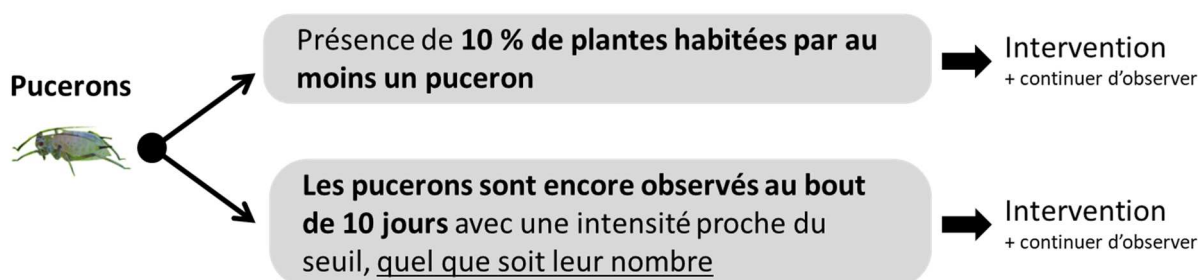 Pucerons
Présence de 10 % de plantes habitées par au
moins un puceron
Intervention
+ continuer d'observer
Les pucerons sont encore observés au bout
de 10 jours avec une intensité proche du
seuil, quel que soit leur nombre
Intervention
+ continuer d'observer